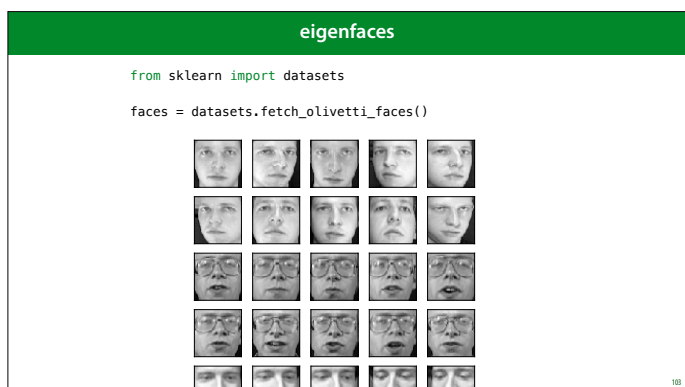 eigenfaces
from sklearn import datasets
faces = datasets.fetch_olivetti_faces()
103